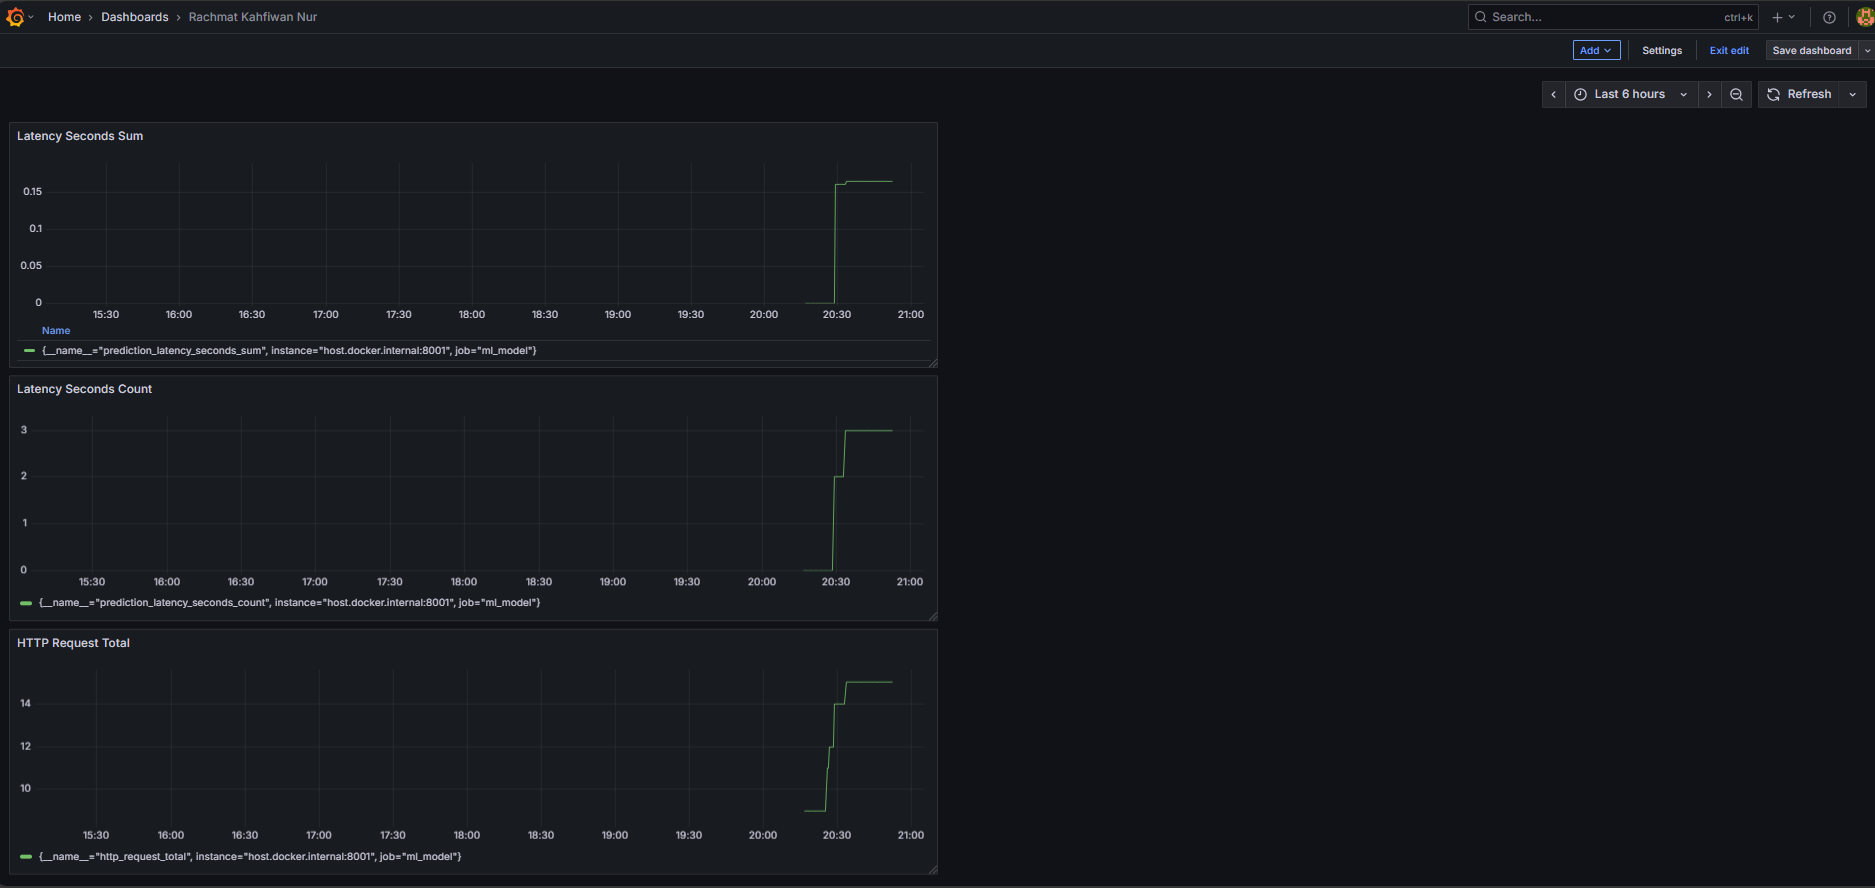 Home > Dashboards > Rachmat Kahfiwan Nur
Search... ctrl+k
Add Settings Exit edit Save dashboard
Last 6 hours Refresh
Latency Seconds Sum
0.15
0.1
0.05
0
15:30 16:00 16:30 17:00 17:30 18:00 18:30 19:00 19:30 20:00 20:30 21:00
Name
{__name__="prediction_latency_seconds_sum", instance="host.docker.internal:8001", job="ml_model"}
Latency Seconds Count
3
2
1
0
15:30 16:00 16:30 17:00 17:30 18:00 18:30 19:00 19:30 20:00 20:30 21:00
{__name__="prediction_latency_seconds_count", instance="host.docker.internal:8001", job="ml_model"}
HTTP Request Total
14
12
10
15:30 16:00 16:30 17:00 17:30 18:00 18:30 19:00 19:30 20:00 20:30 21:00
{__name__="http_request_total", instance="host.docker.internal:8001", job="ml_model"}